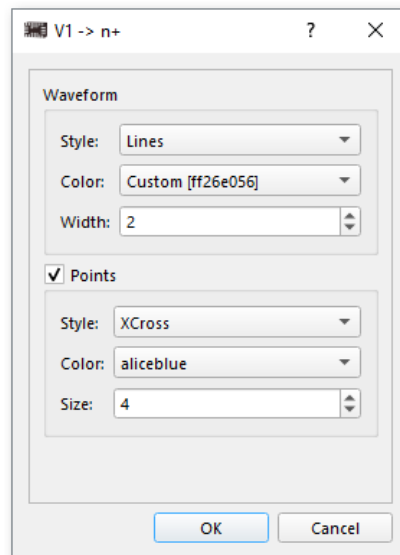 V1 -> n+ ?
Waveform
Style: Lines
Color: Custom [ff26e056]
Width: 2
Points
Style: XCross
Color: aliceblue
Size: 4
OK Cancel